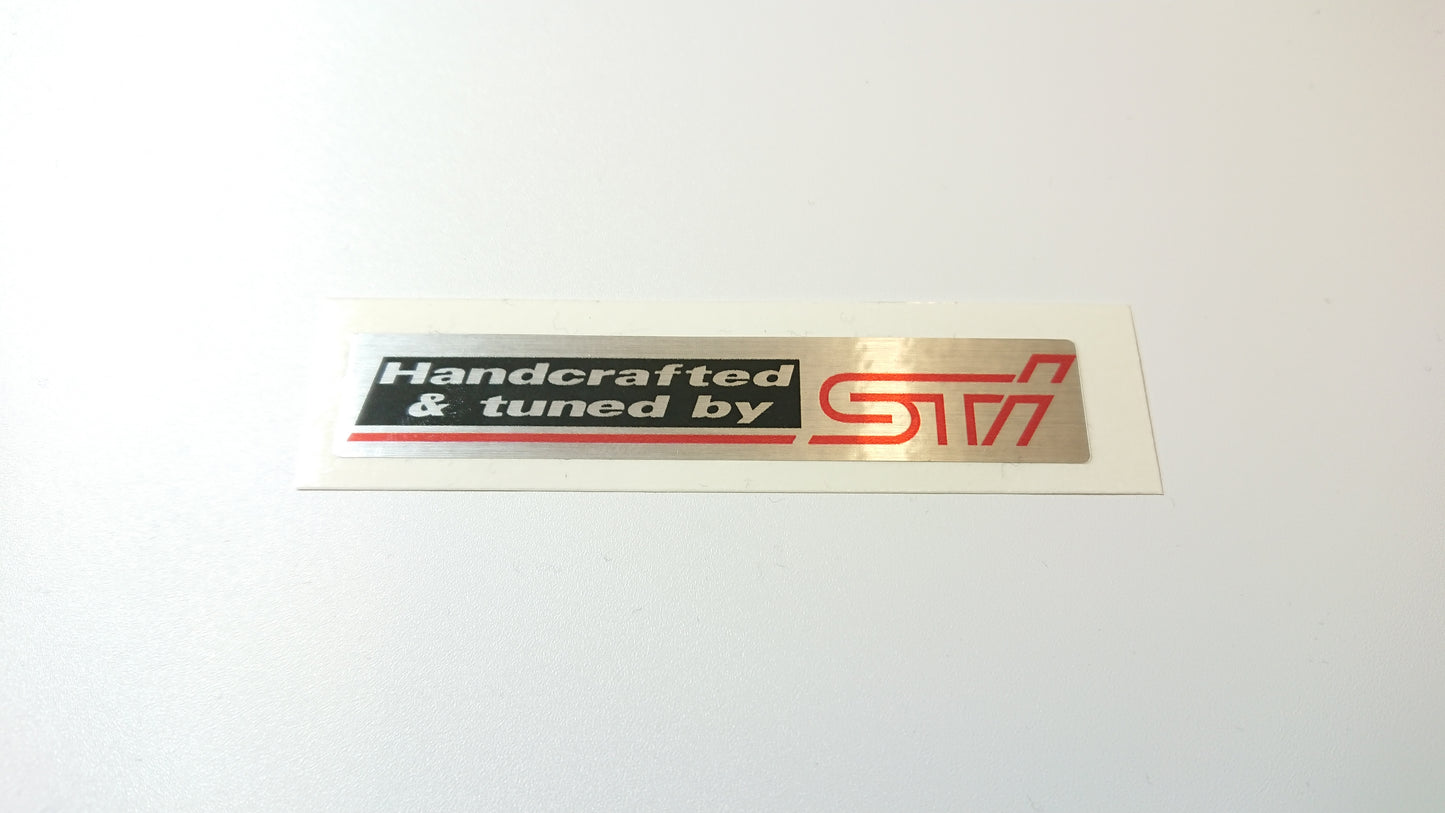 Handcrafted
& tuned by
STi